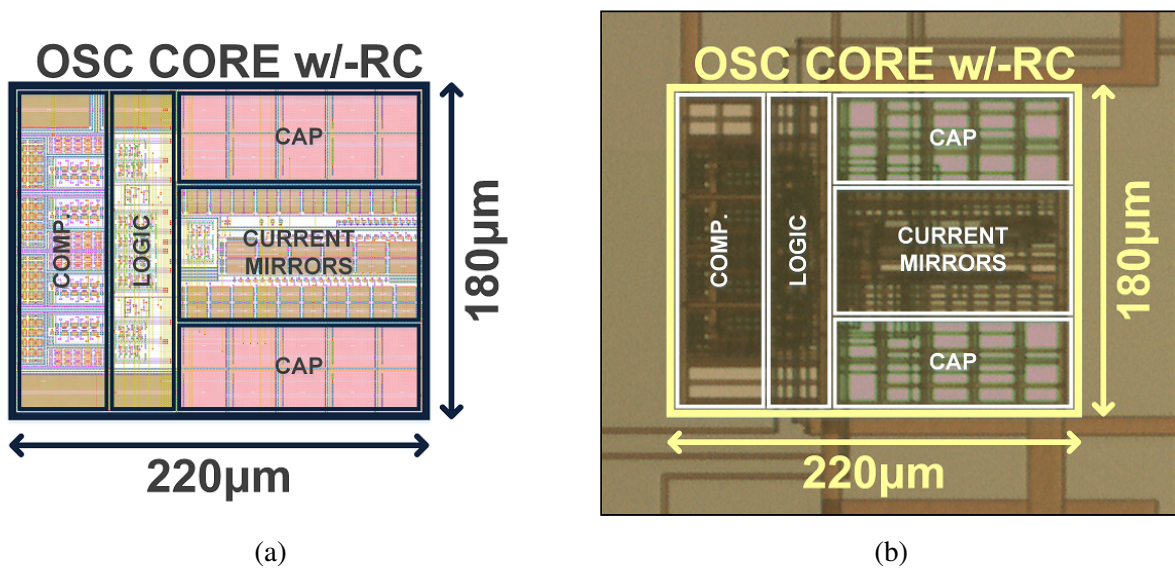 OSC CORE w/-RC
CAP
COMP.
LOGIC
CURRENT
MIRRORS
CAP
180µm
220µm
(a)
OSC CORE w/-RC
CAP
COMP.
LOGIC
CURRENT
MIRRORS
CAP
180µm
220µm
(b)